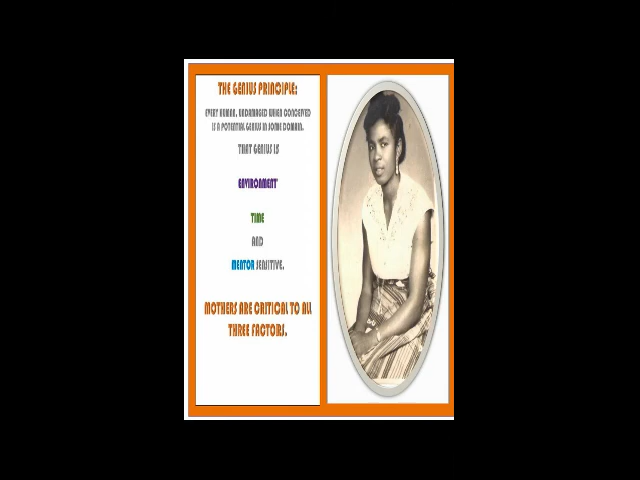 THE GENIUS PRINCIPLE:
EVERY HUMAN, UNDAMAGED WHEN CONCEIVED
IS A POTENTIAL GENIUS IN SOME DOMAIN.
THAT GENIUS IS
ENVIRONMENT
TIME
AND
MENTOR SENSITIVE.
MOTHERS ARE CRITICAL TO ALL
THREE FACTORS.